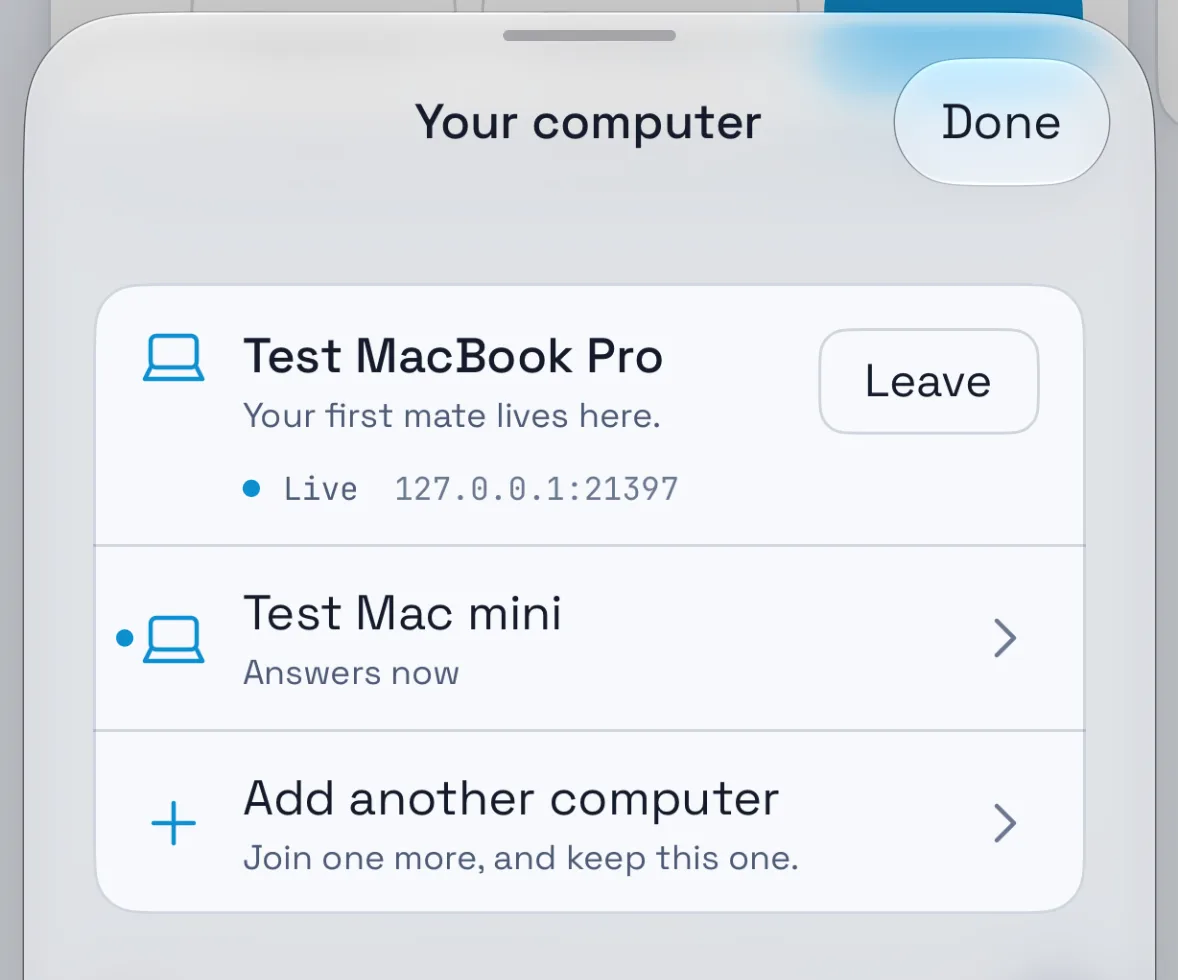 Your computer
Done
Test MacBook Pro
Your first mate lives here.
Leave
Live 127.0.0.1:21397
Test Mac mini
Answers now
Add another computer
Join one more, and keep this one.